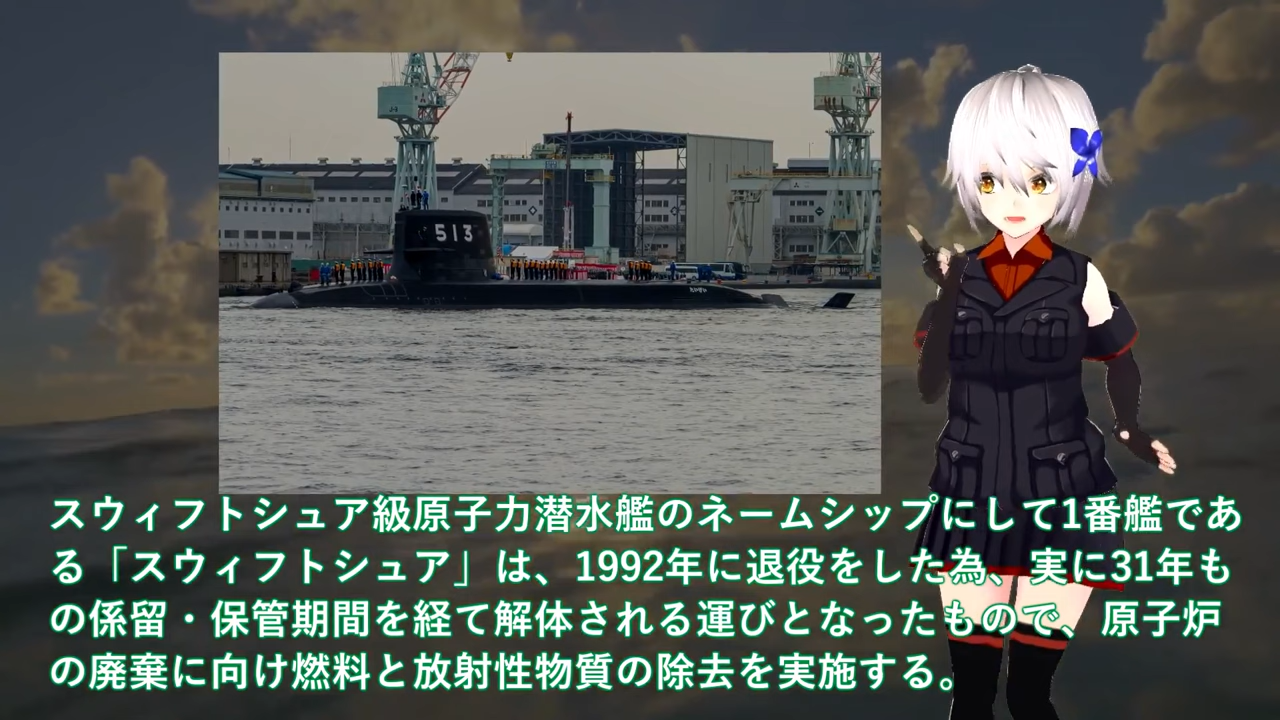 513
スウィフトシュア級原子力潜水艦のネームシップにして1番艦であ
る「スウィフトシュア」は、1992年に退役をした為、実に31年も
の係留・保管期間を経て解体される運びとなったもので、原子炉
の廃棄に向け燃料と放射性物質の除去を実施する。